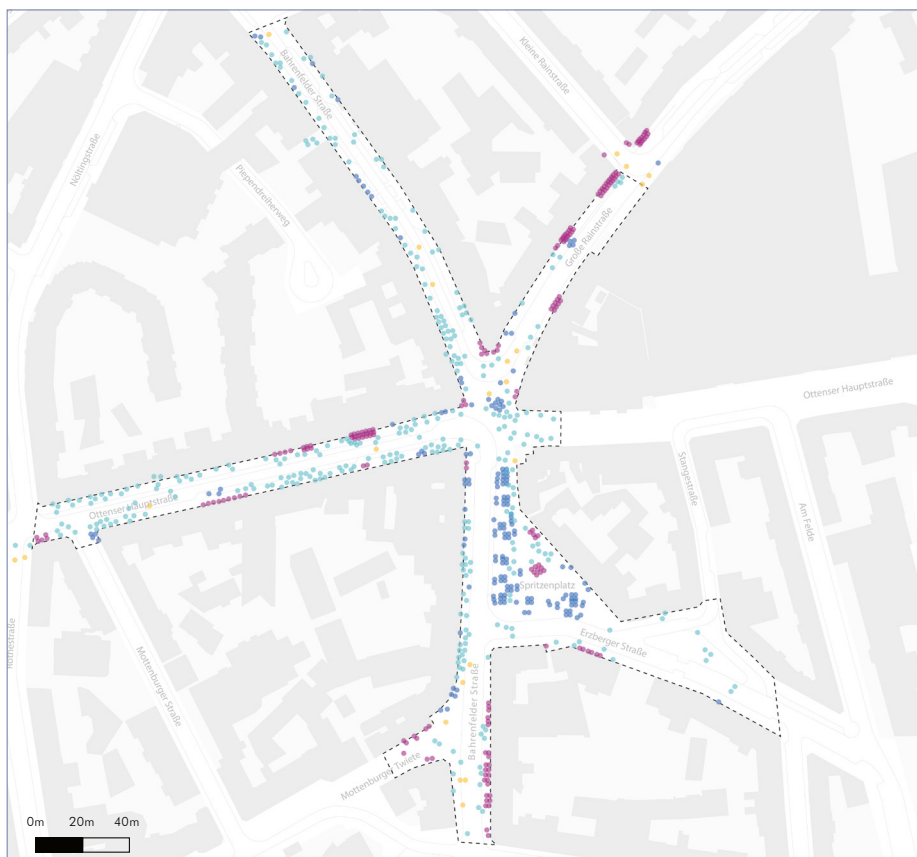 Bahrenfelder Straße
Kleine Rainstraße
Nöltingstraße
Piependreiherweg
Große Rainstraße
Ottenser Hauptstraße
Stangestraße
Am Felde
Ottenser Hauptstraße
Spritzenplatz
Erzberger Straße
Mottenburger Straße
Bahrenfelder Straße
Mottenburger Twiete
0m 20m 40m